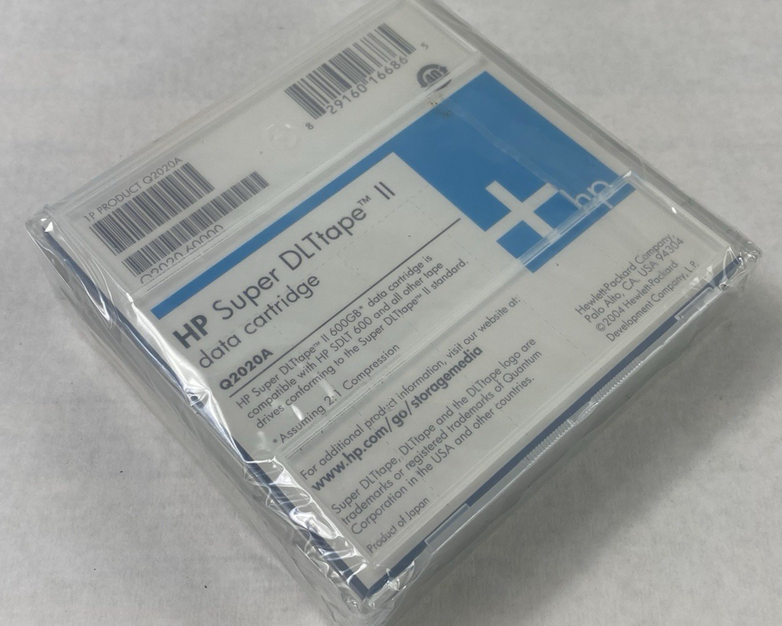 8 29160 16686 5
40
1P PRODUCT Q2020A
Q2020-60000
hp
HP Super DLTtape™ II
data cartridge
Q2020A
HP Super DLTtape™ II 600GB* data cartridge is
compatible with HP SDLT 600 and all other tape
drives conforming to the Super DLTtape™ II standard.
*Assuming 2:1 Compression
For additional product information, visit our website at:
www.hp.com/go/storagemedia
Super DLTtape, DLTtape and the DLTtape logo are
trademarks or registered trademarks of Quantum
Corporation in the USA and other countries.
Product of Japan
Hewlett-Packard Company
Palo Alto, CA, USA 94304
©2004 Hewlett-Packard
Development Company, L.P.